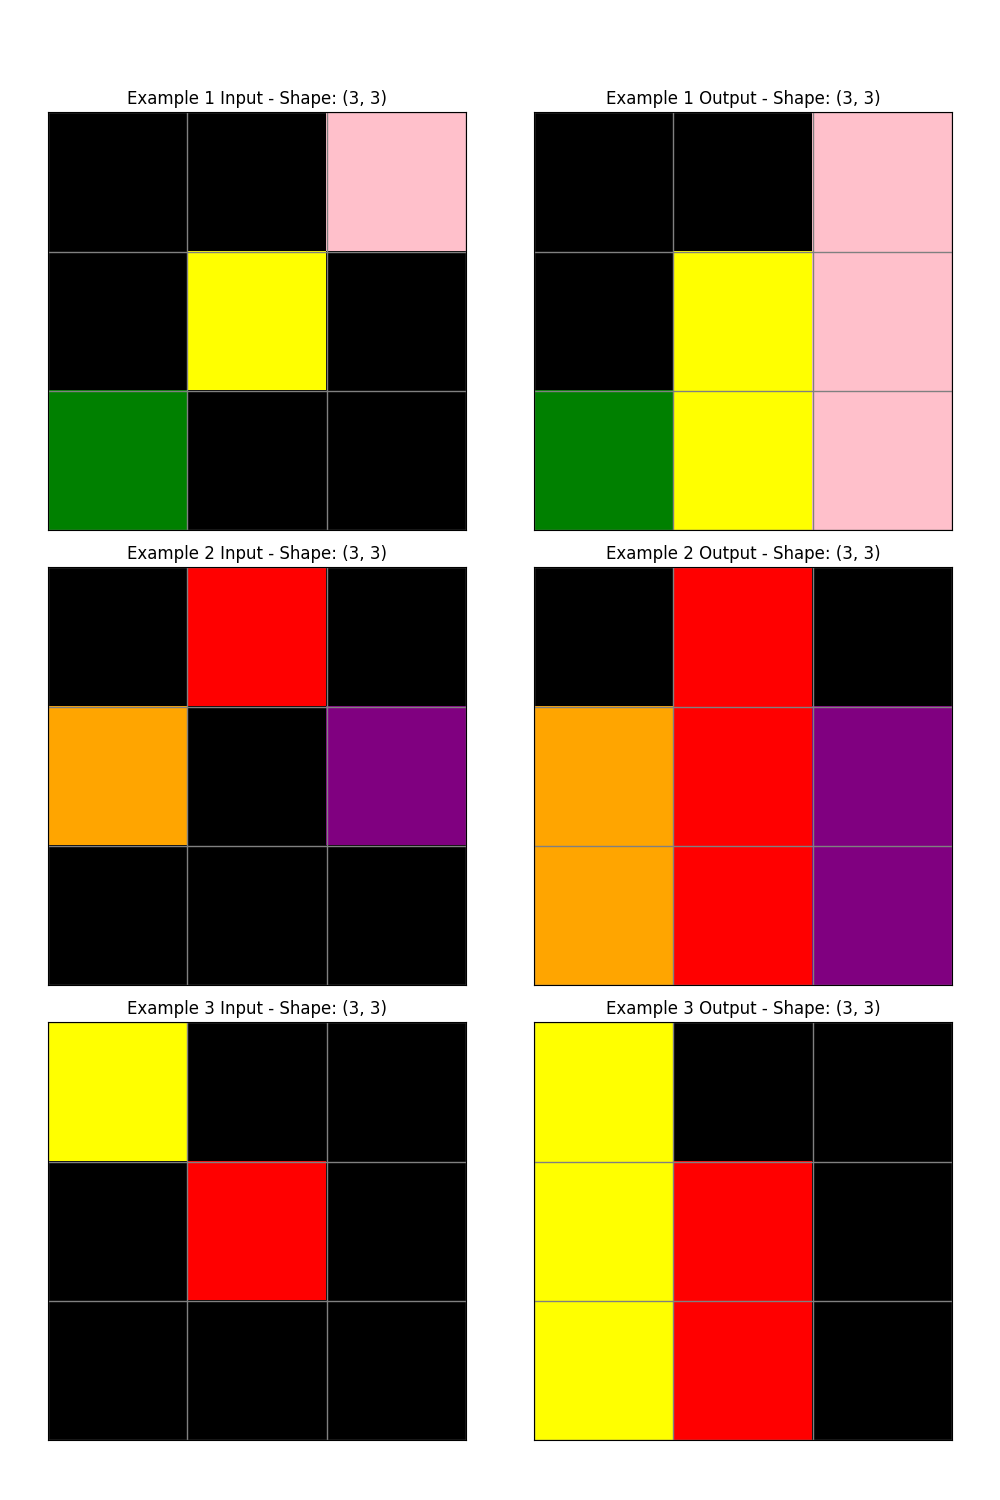 Example 1 Input - Shape: (3, 3)
Example 1 Output - Shape: (3, 3)
Example 2 Input - Shape: (3, 3)
Example 2 Output - Shape: (3, 3)
Example 3 Input - Shape: (3, 3)
Example 3 Output - Shape: (3, 3)